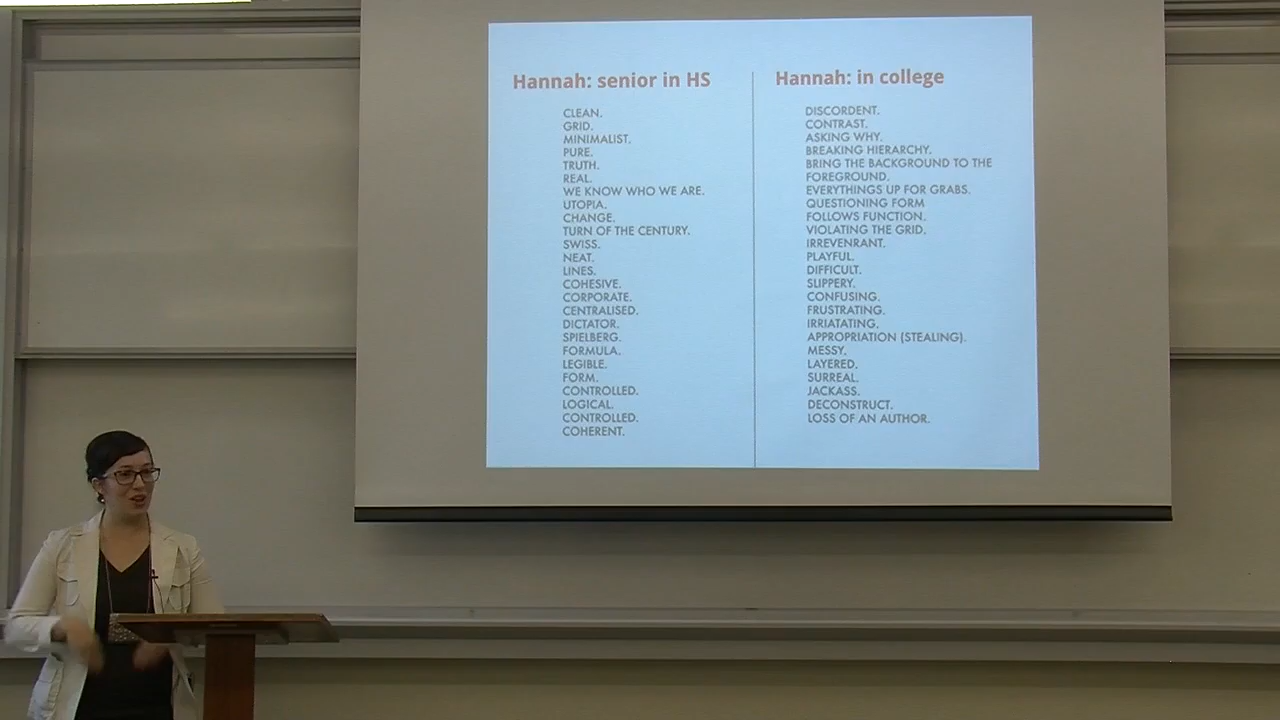 Hannah: senior in HS
CLEAN.
GRID.
MINIMALIST.
PURE.
TRUTH.
REAL.
WE KNOW WHO WE ARE.
UTOPIA.
CHANGE.
TURN OF THE CENTURY.
SWISS.
NEAT.
LINES.
COHESIVE.
CORPORATE.
CENTRALISED.
DICTATOR.
SPIELBERG.
FORMULA.
LEGIBLE.
FORM.
CONTROLLED.
LOGICAL.
CONTROLLED.
COHERENT.
Hannah: in college
DISCORDENT.
CONTRAST.
ASKING WHY.
BREAKING HIERARCHY.
BRING THE BACKGROUND TO THE
FOREGROUND.
EVERYTHINGS UP FOR GRABS.
QUESTIONING FORM
FOLLOWS FUNCTION.
VIOLATING THE GRID.
IRREVENRANT.
PLAYFUL.
DIFFICULT.
SLIPPERY.
CONFUSING.
FRUSTRATING.
IRRIATATING.
APPROPRIATION (STEALING).
MESSY.
LAYERED.
SURREAL.
JACKASS.
DECONSTRUCT.
LOSS OF AN AUTHOR.